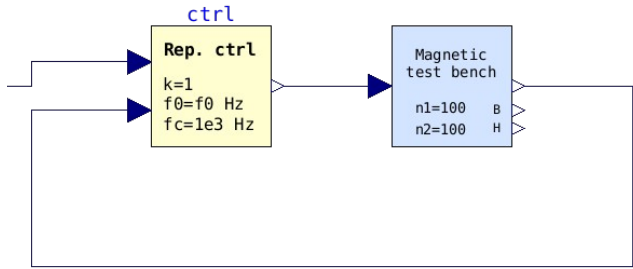 ctrl
Rep. ctrl
k=1
f0=f0 Hz
fc=1e3 Hz
Magnetic
test bench
n1=100 B
n2=100 H